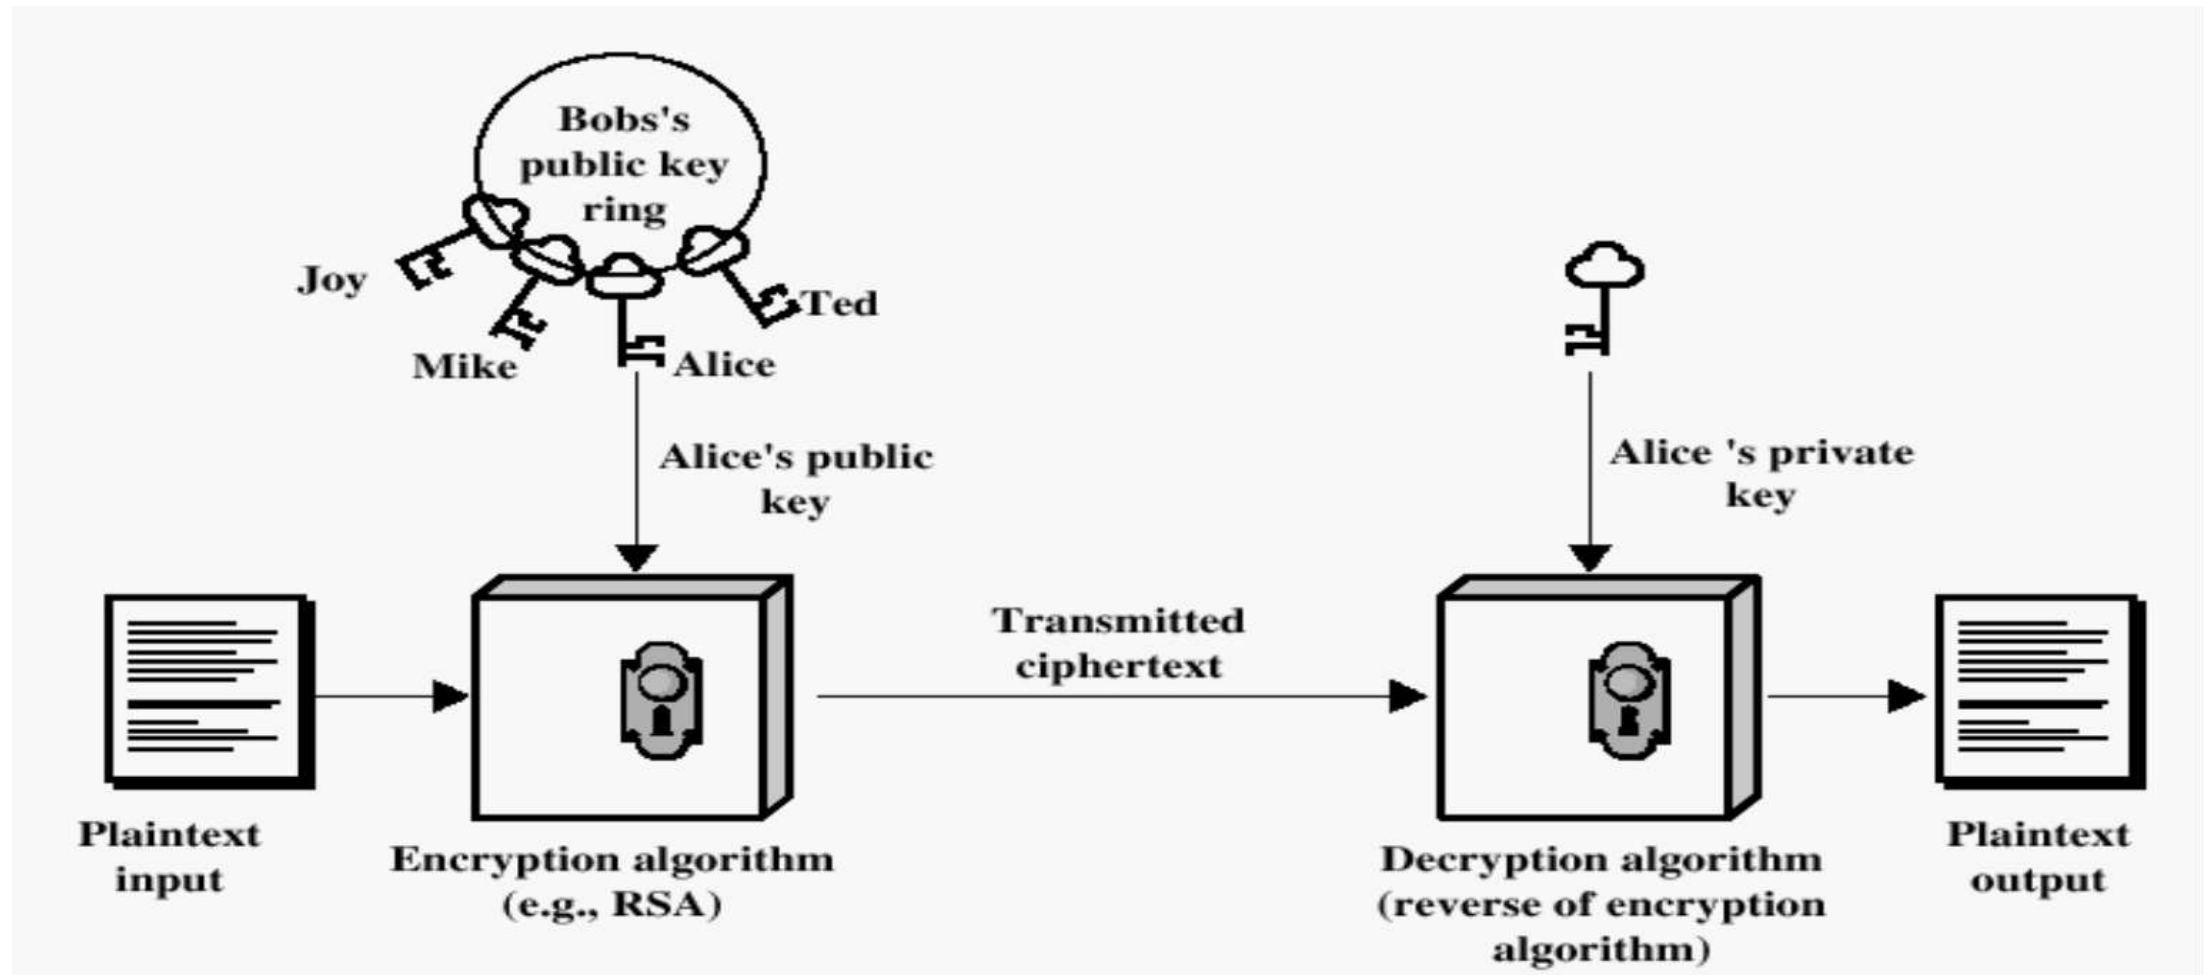 Bobs's
public key
ring
Joy
Ted
Mike
Alice
Alice's public
key
Alice 's private
key
Transmitted
ciphertext
Plaintext
input
Encryption algorithm
(e.g., RSA)
Decryption algorithm
(reverse of encryption
algorithm)
Plaintext
output